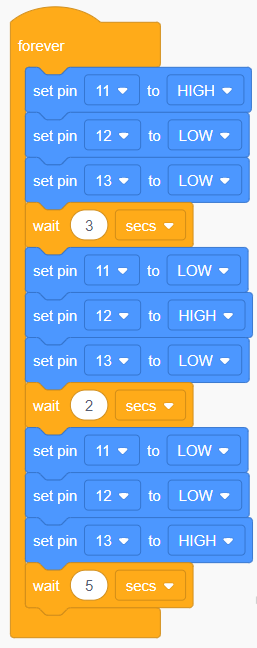 forever
set pin 11 to HIGH
set pin 12 to LOW
set pin 13 to LOW
wait 3 secs
set pin 11 to LOW
set pin 12 to HIGH
set pin 13 to LOW
wait 2 secs
set pin 11 to LOW
set pin 12 to LOW
set pin 13 to HIGH
wait 5 secs